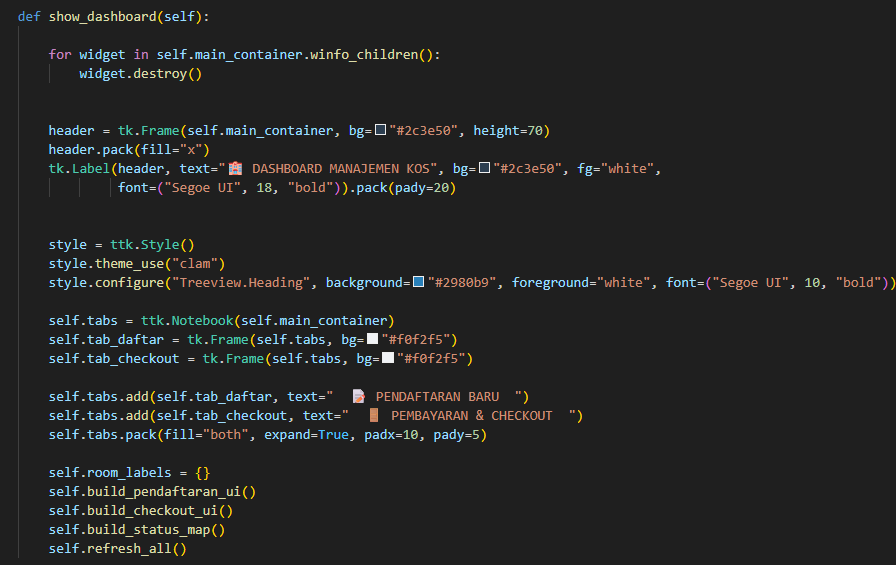 def show_dashboard(self):
for widget in self.main_container.winfo_children():
widget.destroy()
header = tk.Frame(self.main_container, bg="#2c3e50", height=70)
header.pack(fill="x")
tk.Label(header, text="🏥 DASHBOARD MANAJEMEN KOS", bg="#2c3e50", fg="white",
font=("Segoe UI", 18, "bold")).pack(pady=20)
style = ttk.Style()
style.theme_use("clam")
style.configure("Treeview.Heading", background="#2980b9", foreground="white", font=("Segoe UI", 10, "bold"))
self.tabs = ttk.Notebook(self.main_container)
self.tab_daftar = tk.Frame(self.tabs, bg="#f0f2f5")
self.tab_checkout = tk.Frame(self.tabs, bg="#f0f2f5")
self.tabs.add(self.tab_daftar, text="  📝 PENDAFTARAN BARU  ")
self.tabs.add(self.tab_checkout, text="  🚪 PEMBAYARAN & CHECKOUT  ")
self.tabs.pack(fill="both", expand=True, padx=10, pady=5)
self.room_labels = {}
self.build_pendaftaran_ui()
self.build_checkout_ui()
self.build_status_map()
self.refresh_all()